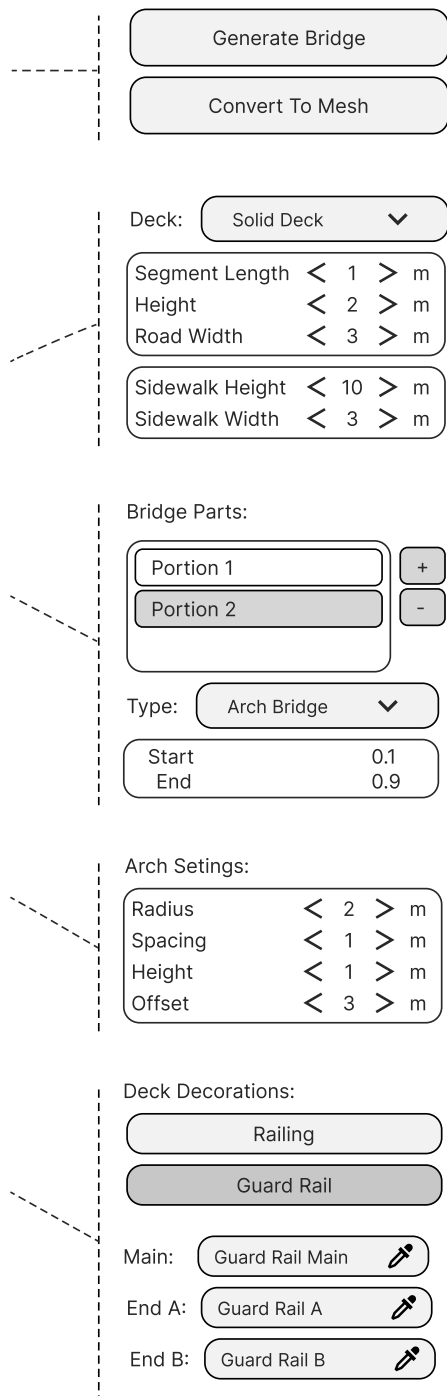 Generate Bridge
Convert To Mesh
Deck: Solid Deck
Segment Length < 1 > m
Height < 2 > m
Road Width < 3 > m
Sidewalk Height < 10 > m
Sidewalk Width < 3 > m
Bridge Parts:
Portion 1 +
Portion 2 -
Type: Arch Bridge
Start 0.1
End 0.9
Arch Setings:
Radius < 2 > m
Spacing < 1 > m
Height < 1 > m
Offset < 3 > m
Deck Decorations:
Railing
Guard Rail
Main: Guard Rail Main
End A: Guard Rail A
End B: Guard Rail B